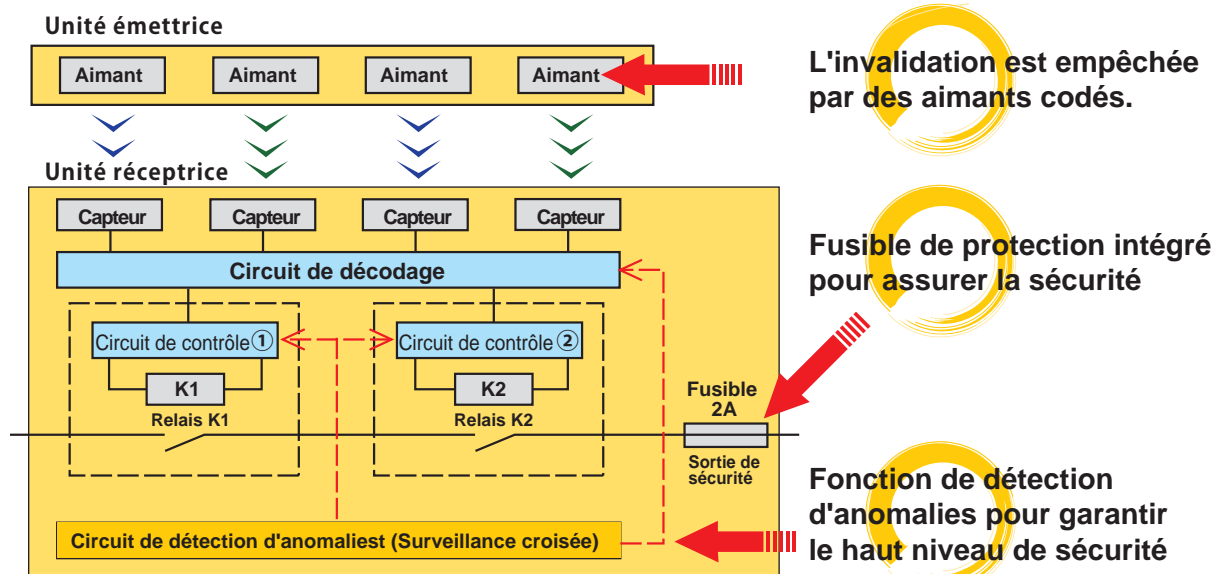 Unité émettrice
Aimant Aimant Aimant Aimant
L'invalidation est empêchée
par des aimants codés.
Unité réceptrice
Capteur Capteur Capteur Capteur
Circuit de décodage
Fusible de protection intégré
pour assurer la sécurité
Circuit de contrôle① Circuit de contrôle②
K1 K2
Relais K1 Relais K2
Fusible
2A
Sortie de
sécurité
Circuit de détection d'anomaliest (Surveillance croisée)
Fonction de détection
d'anomalies pour garantir
le haut niveau de sécurité